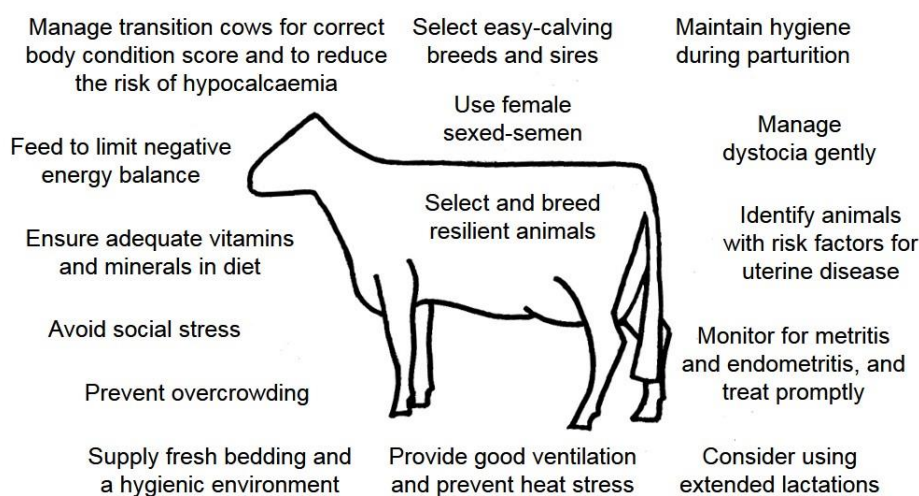 Manage transition cows for correct
body condition score and to reduce
the risk of hypocalcaemia
Select easy-calving
breeds and sires
Maintain hygiene
during parturition
Use female
sexed-semen
Manage
dystocia gently
Feed to limit negative
energy balance
Select and breed
resilient animals
Identify animals
with risk factors for
uterine disease
Ensure adequate vitamins
and minerals in diet
Avoid social stress
Monitor for metritis
and endometritis, and
treat promptly
Prevent overcrowding
Supply fresh bedding and
a hygienic environment
Provide good ventilation
and prevent heat stress
Consider using
extended lactations